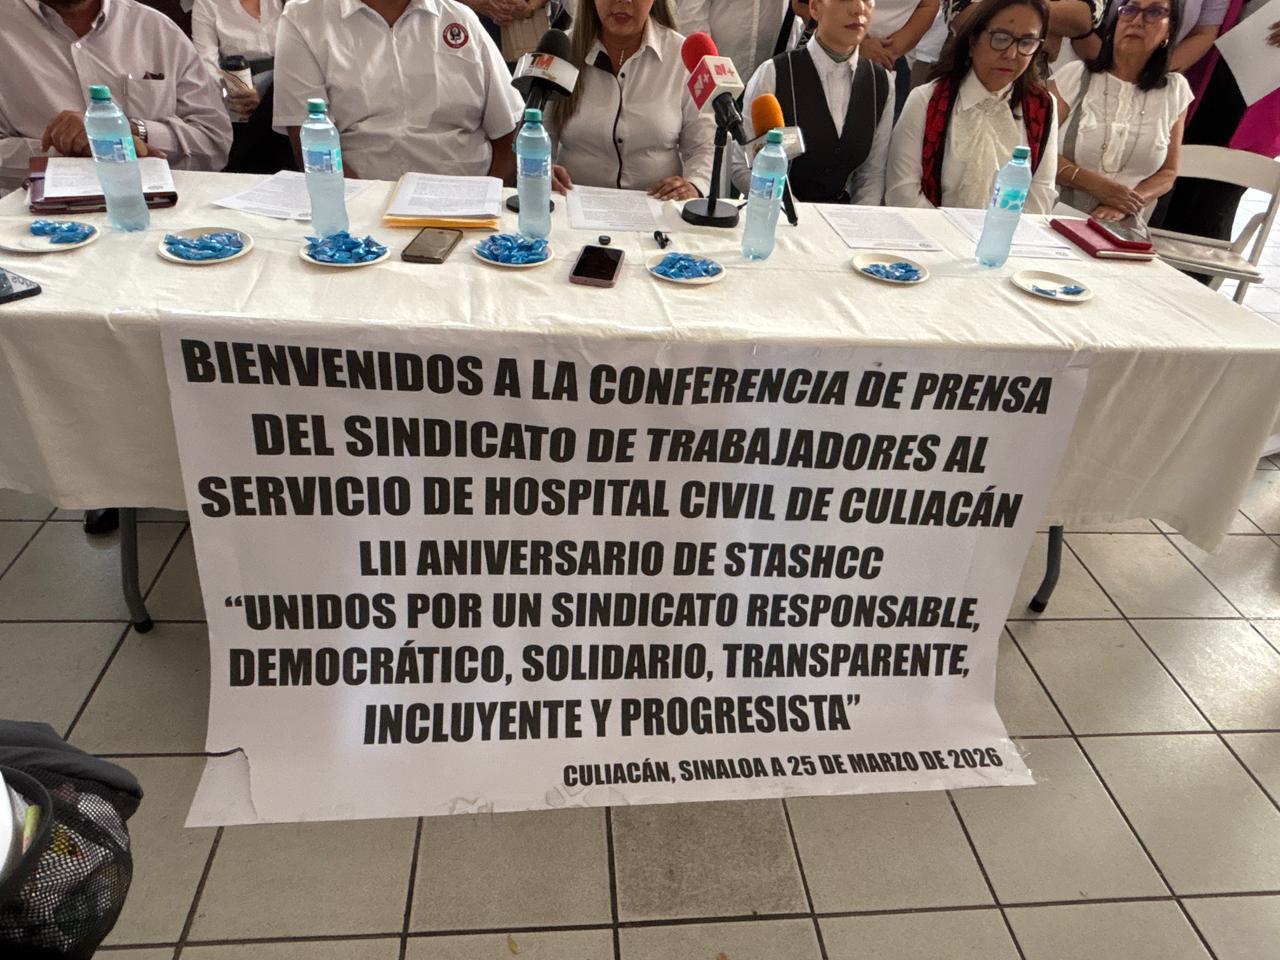 TM
N+
BIENVENIDOS A LA CONFERENCIA DE PRENSA
DEL SINDICATO DE TRABAJADORES AL
SERVICIO DE HOSPITAL CIVIL DE CULIACÁN
LII ANIVERSARIO DE STASHCC
“UNIDOS POR UN SINDICATO RESPONSABLE,
DEMOCRÁTICO, SOLIDARIO, TRANSPARENTE,
INCLUYENTE Y PROGRESISTA”
CULIACÁN, SINALOA A 25 DE MARZO DE 2026